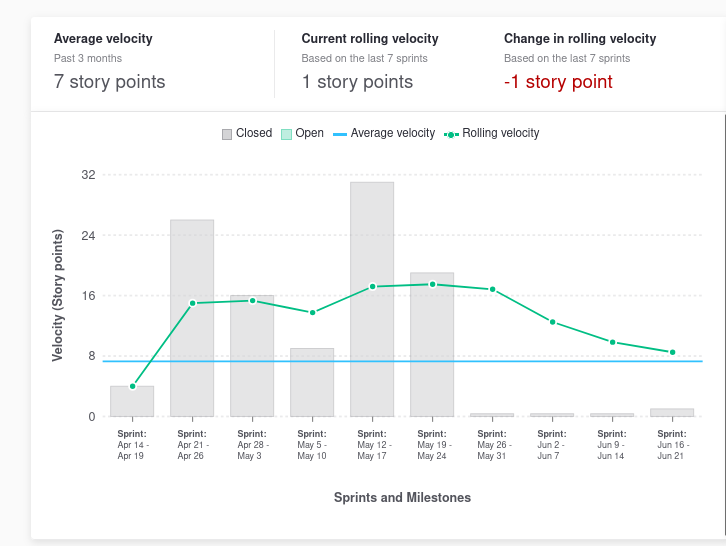 Average velocity
Past 3 months
7 story points
Current rolling velocity
Based on the last 7 sprints
1 story points
Change in rolling velocity
Based on the last 7 sprints
-1 story point
Closed
Open
Average velocity
Rolling velocity
Velocity (Story points)
32
24
16
8
0
Sprint:
Apr 14 -
Apr 19
Sprint:
Apr 21 -
Apr 26
Sprint:
Apr 28 -
May 3
Sprint:
May 5 -
May 10
Sprint:
May 12 -
May 17
Sprint:
May 19 -
May 24
Sprint:
May 26 -
May 31
Sprint:
Jun 2 -
Jun 7
Sprint:
Jun 9 -
Jun 14
Sprint:
Jun 16 -
Jun 21
Sprints and Milestones